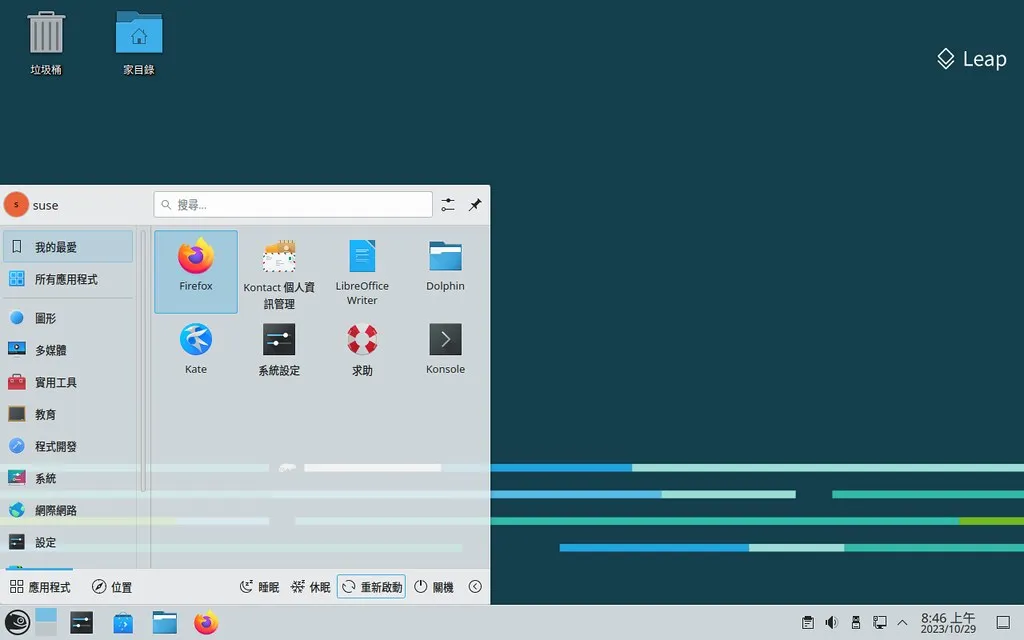 垃圾桶
家目錄
Leap
s
suse
搜尋...
我的最愛
所有應用程式
圖形
多媒體
實用工具
教育
程式開發
系統
網際網路
設定
Firefox
Kontact 個人資
訊管理
LibreOffice
Writer
Dolphin
Kate
系統設定
求助
Konsole
應用程式
位置
睡眠
休眠
重新啟動
關機
8:46 上午
2023/10/29